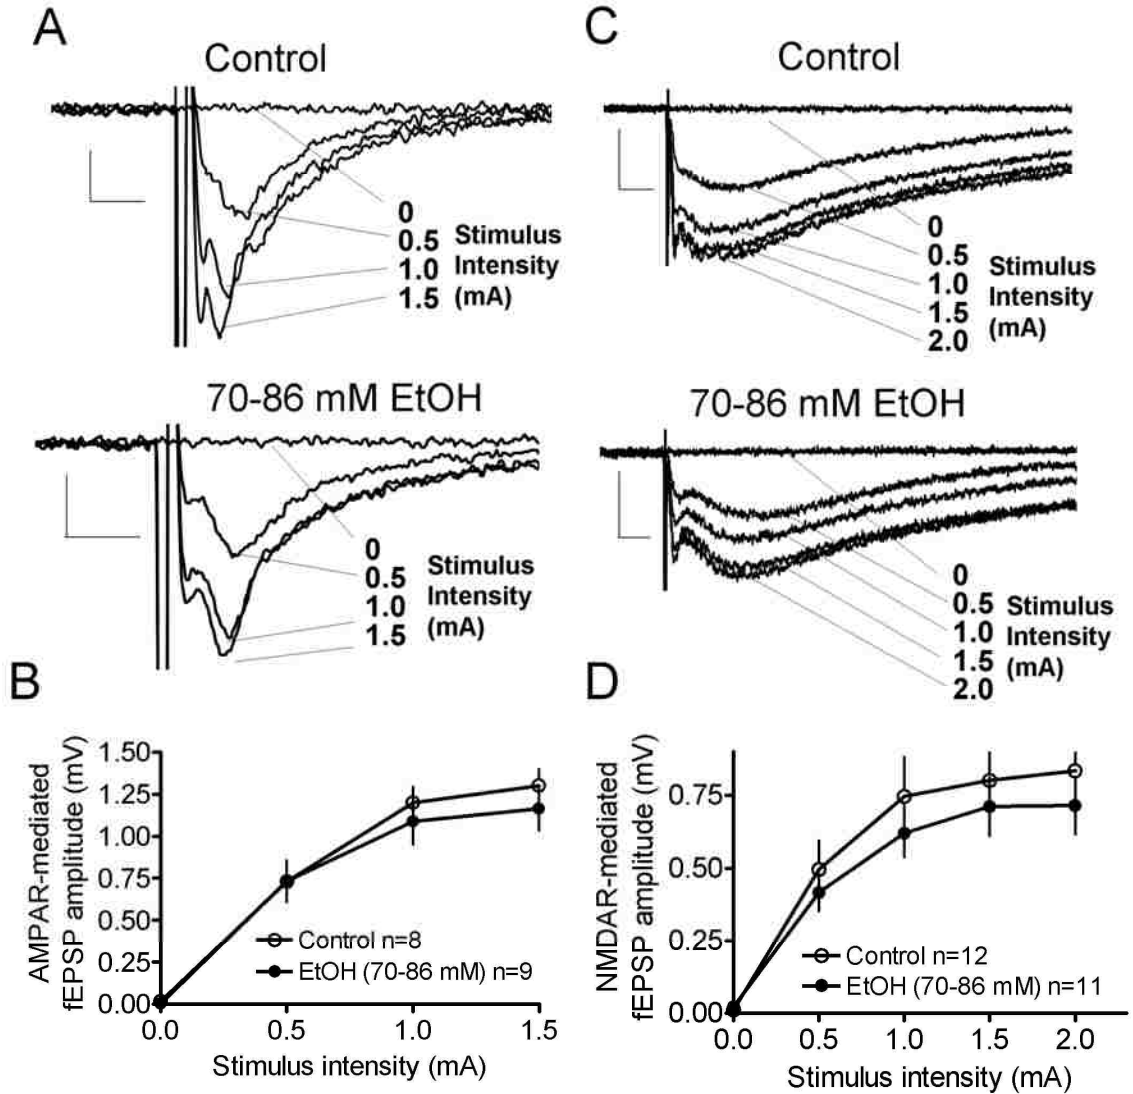 A
Control
0
0.5
1.0
1.5
Stimulus
Intensity
(mA)
70-86 mM EtOH
0
0.5
1.0
1.5
Stimulus
Intensity
(mA)
B
AMPAR-mediated
fEPSP amplitude (mV)
1.50
1.25
1.00
0.75
0.50
0.25
0.00
Control n=8
EtOH (70-86 mM) n=9
0.0 0.5 1.0 1.5
Stimulus intensity (mA)
C
Control
0
0.5
1.0
1.5
2.0
Stimulus
Intensity
(mA)
70-86 mM EtOH
0
0.5
1.0
1.5
2.0
Stimulus
Intensity
(mA)
D
NMDAR-mediated
fEPSP amplitude (mV)
0.75
0.50
0.25
0.00
Control n=12
EtOH (70-86 mM) n=11
0.0 0.5 1.0 1.5 2.0
Stimulus intensity (mA)